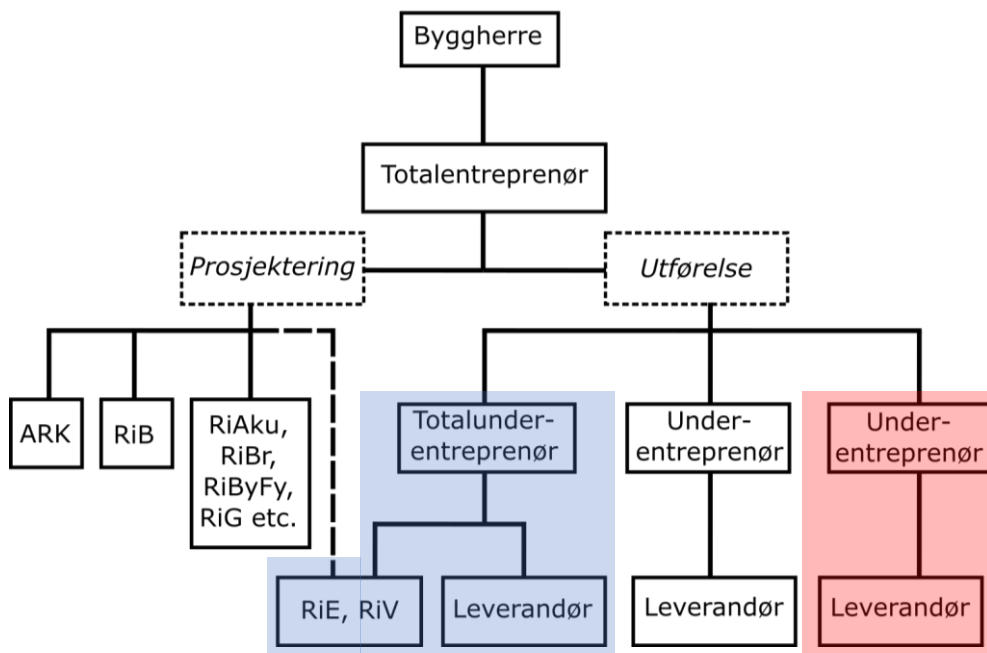 Byggherre
Totalentreprenør
Prosjektering
Utførelse
ARK
RiB
RiAku,
RiBr,
RiByFy,
RiG etc.
Totalunder-
entreprenør
Under-
entreprenør
Under-
entreprenør
RiE, RiV
Leverandør
Leverandør
Leverandør